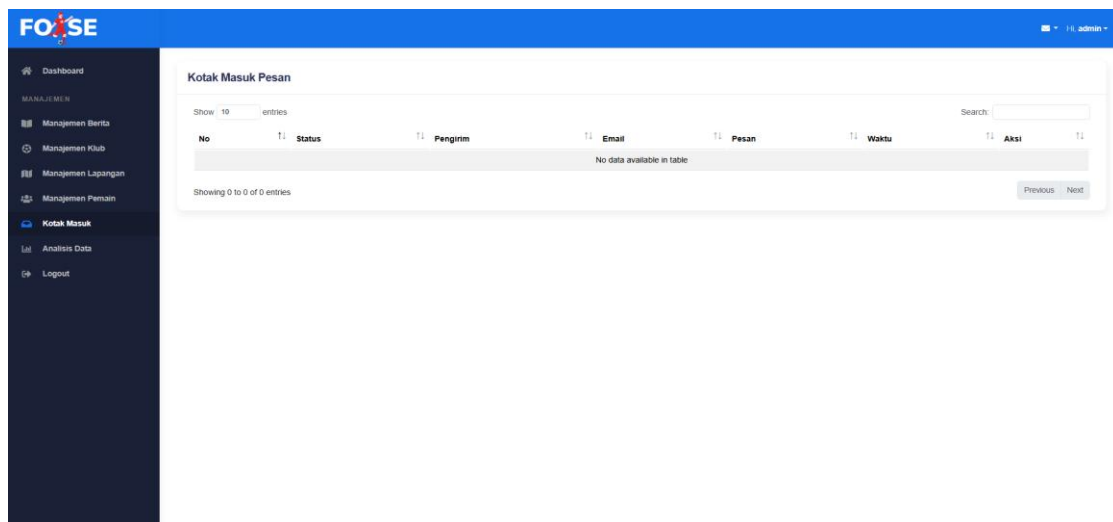 FOSSE
Hi, admin
Dashboard
MANAJEMEN
Manajemen Berita
Manajemen Klub
Manajemen Lapangan
Manajemen Pemain
Kotak Masuk
Analisis Data
Logout
Kotak Masuk Pesan
Show 10 entries
Search:
No Status Pengirim Email Pesan Waktu Aksi
No data available in table
Showing 0 to 0 of 0 entries
Previous Next